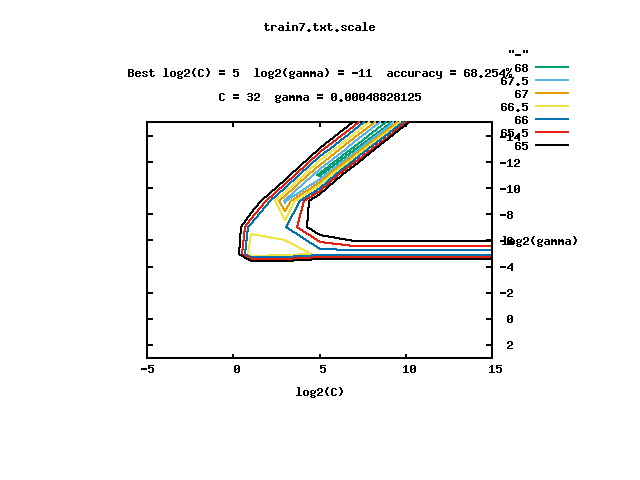 train7.txt.scale
"-"
Best log2(C) = 5  log2(gamma) = -11  accuracy = 68.254%
68
67.5
C = 32  gamma = 0.00048828125
67
66.5
66
65.5
-14
65
-12
-10
-8
-6
log2(gamma)
-4
-2
0
2
-5 0 5 10 15
log2(C)